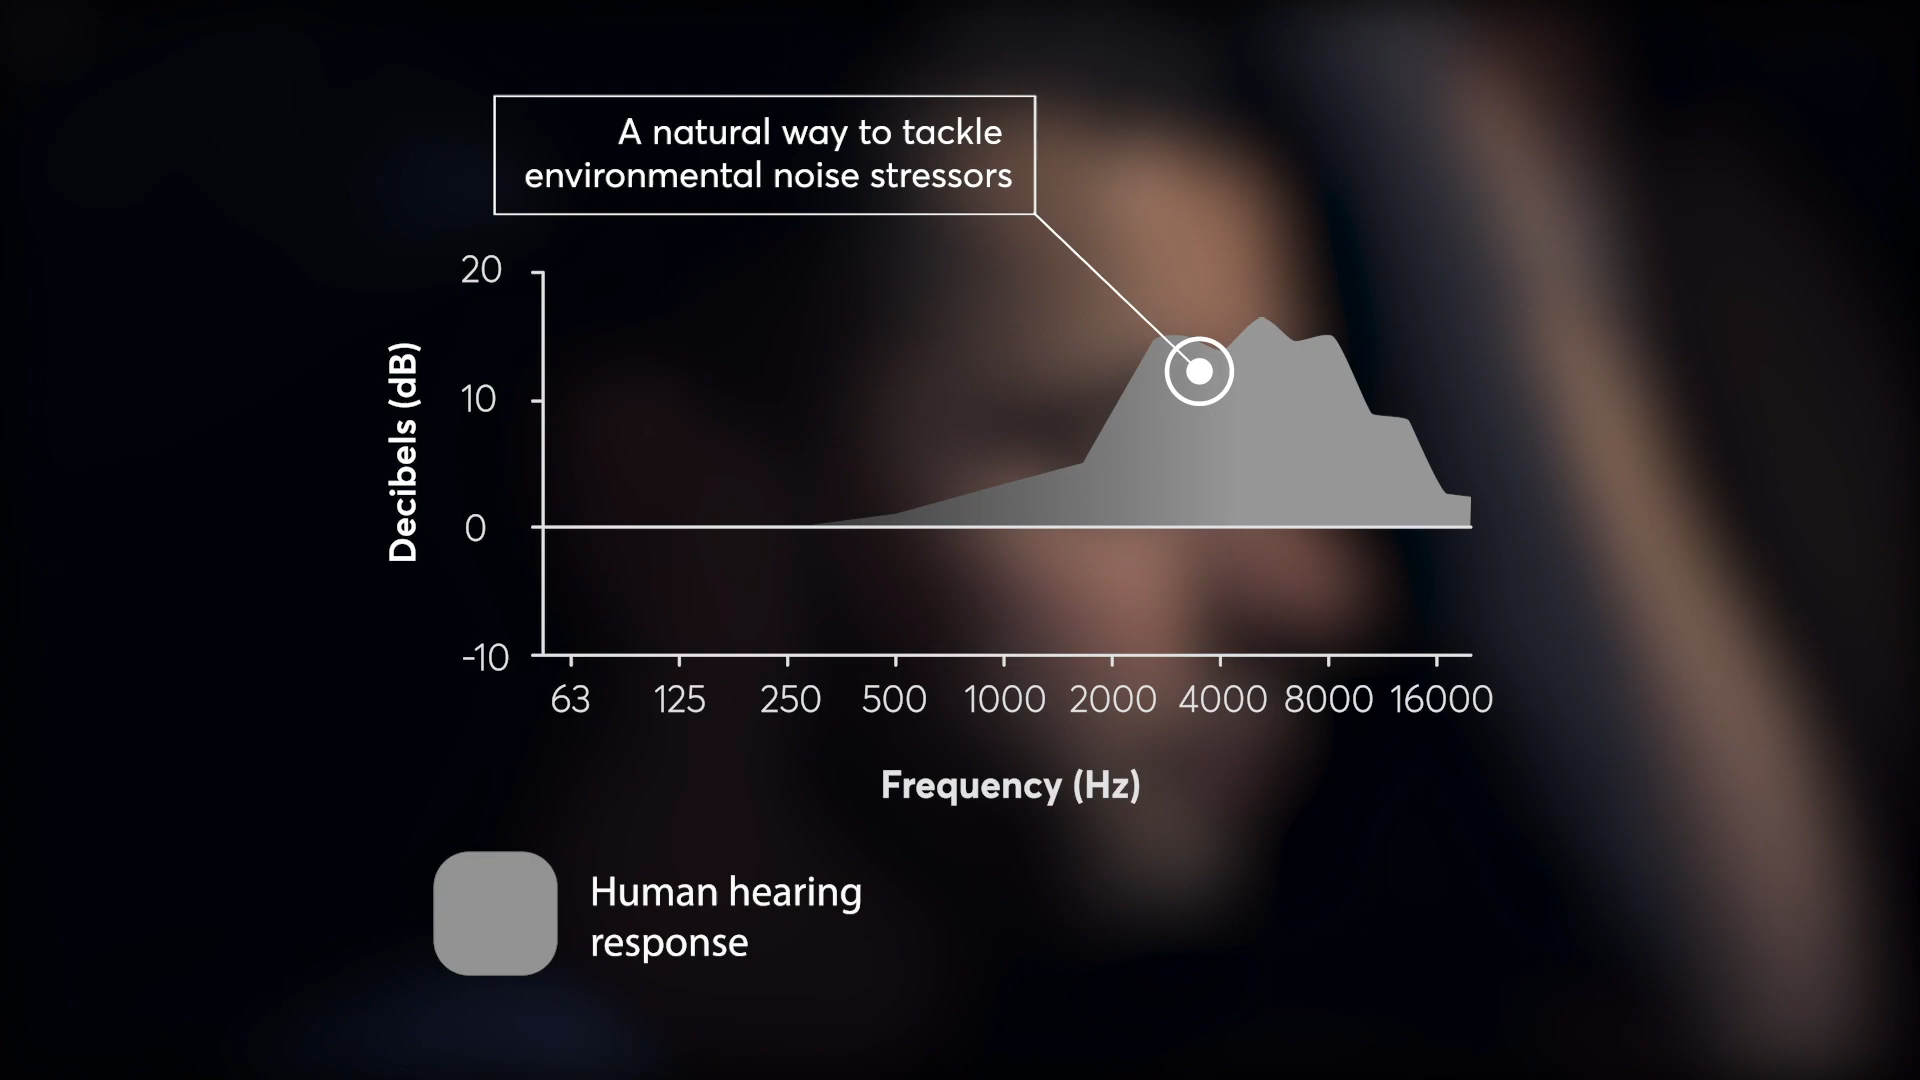 A natural way to tackle
environmental noise stressors
20
10
0
-10
Decibels (dB)
63 125 250 500 1000 2000 4000 8000 16000
Frequency (Hz)
Human hearing
response